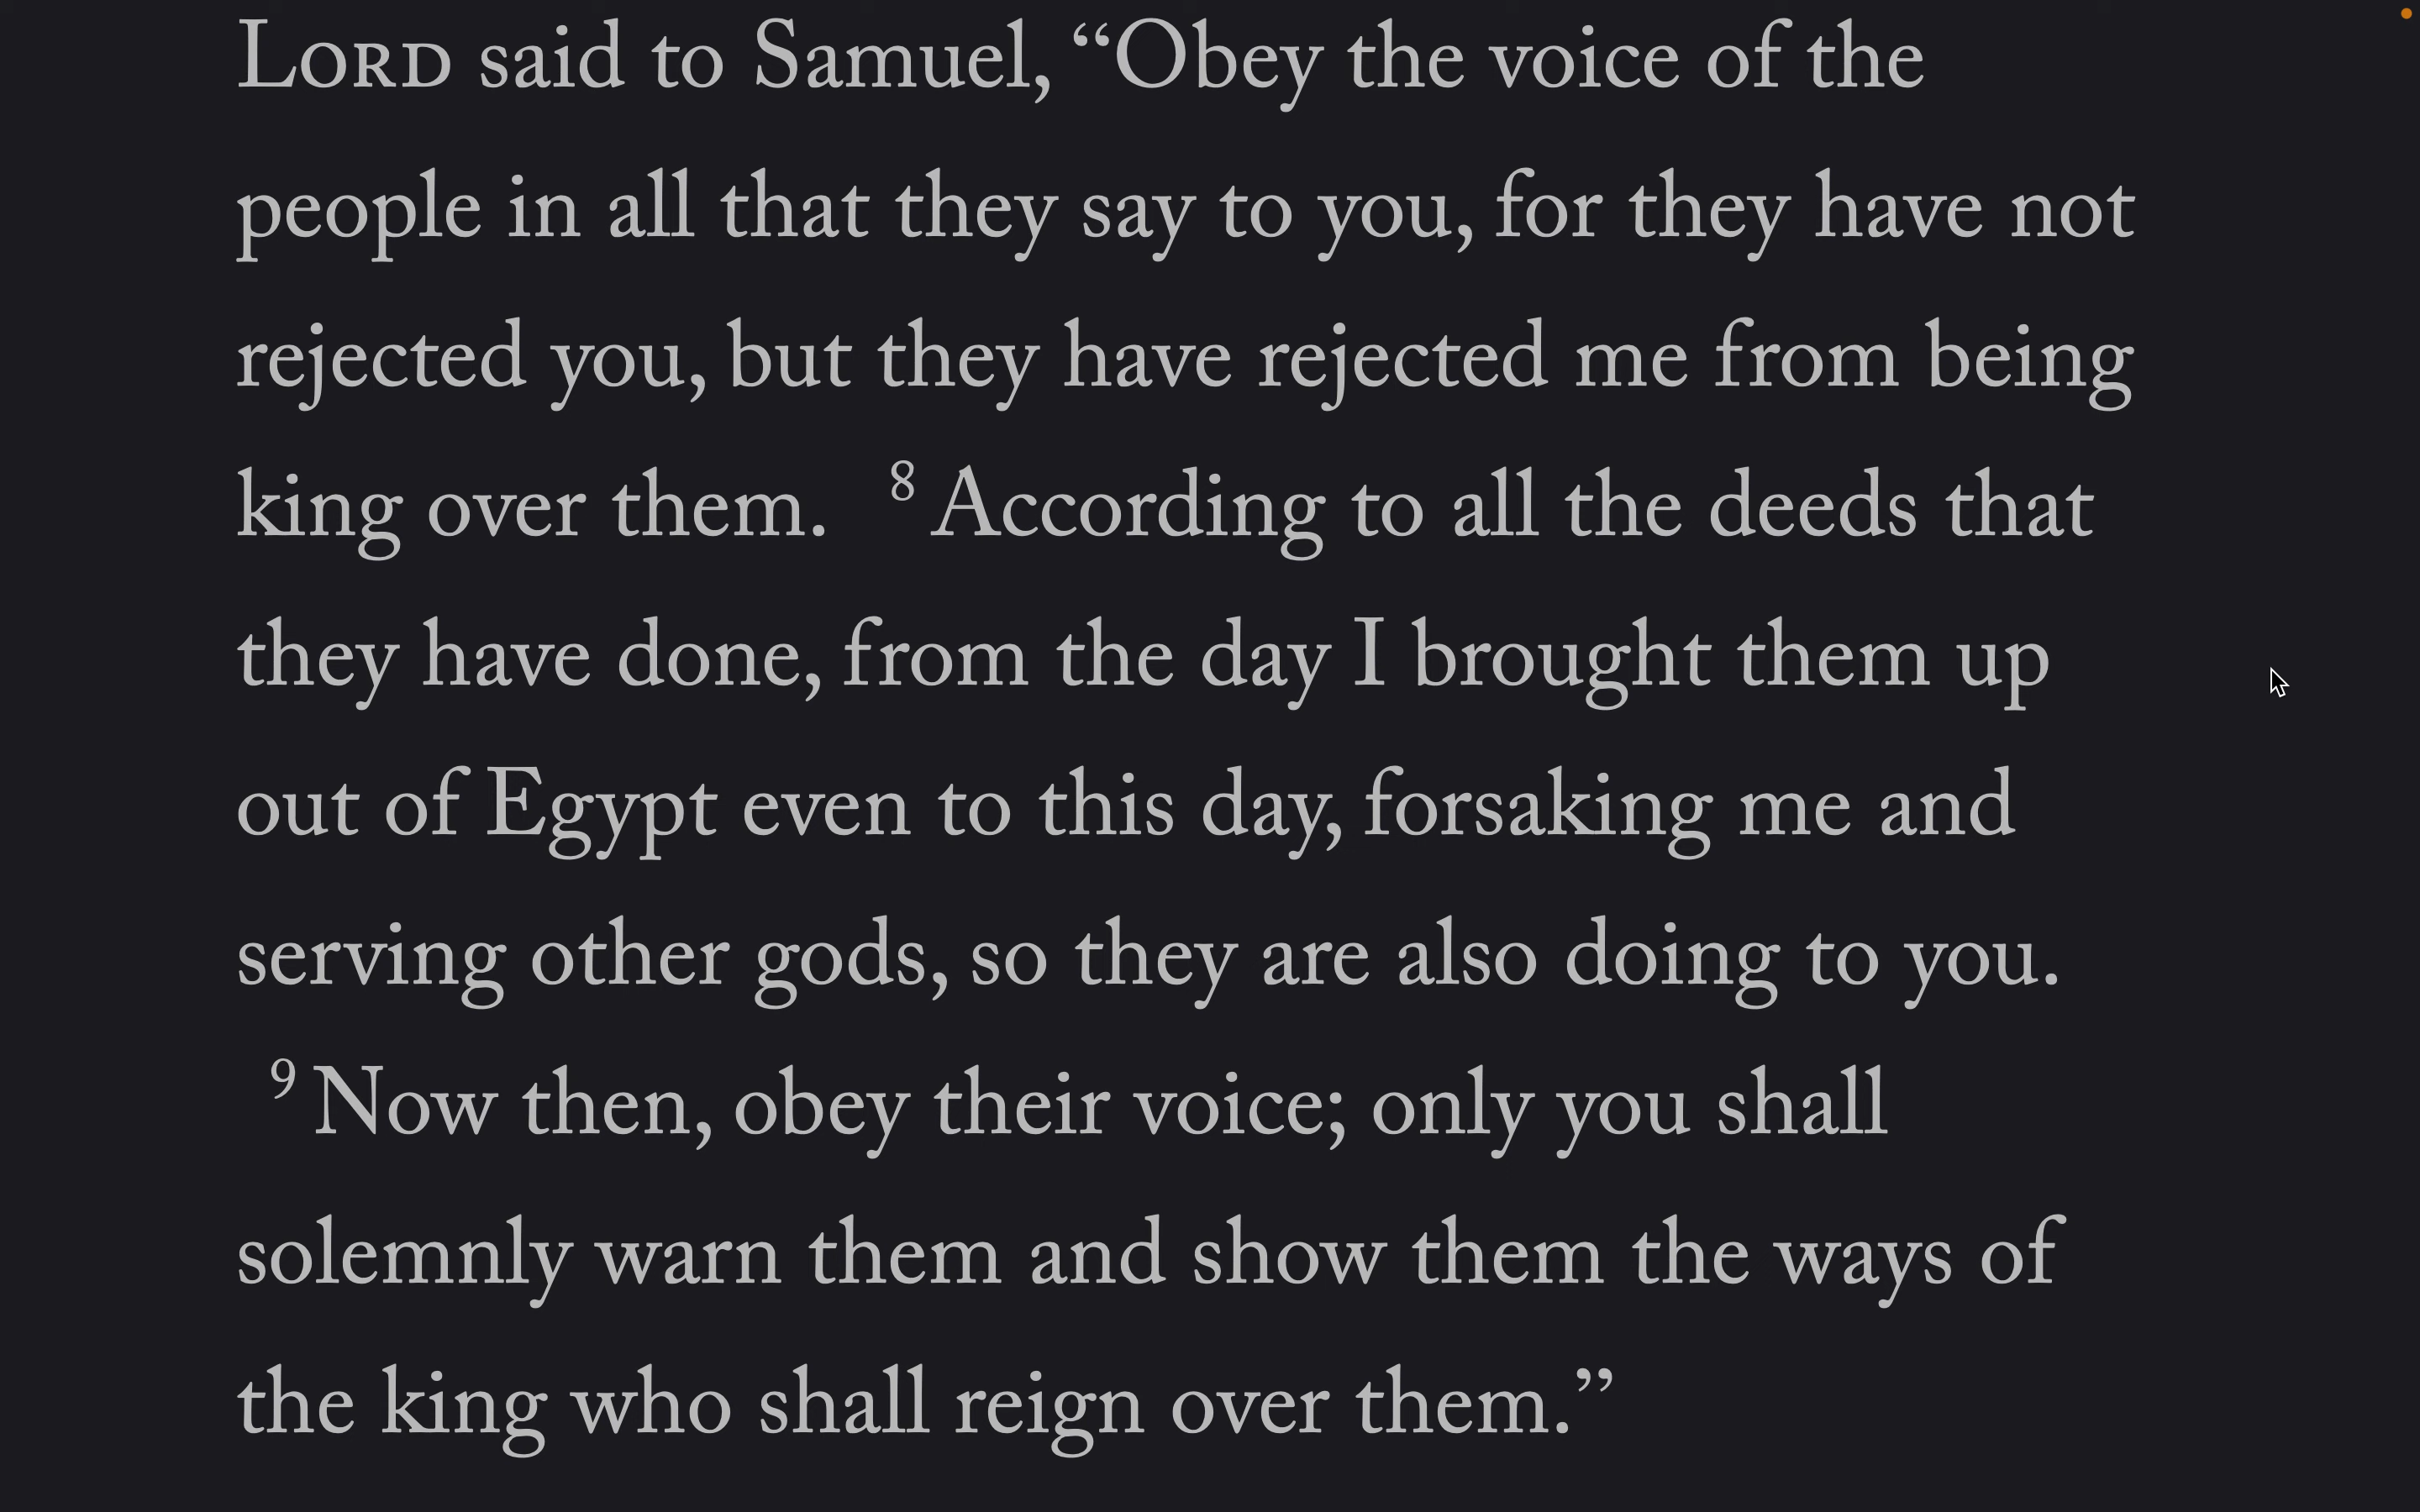 LORD said to Samuel, “Obey the voice of the
people in all that they say to you, for they have not
rejected you, but they have rejected me from being
king over them. 8 According to all the deeds that
they have done, from the day I brought them up
out of Egypt even to this day, forsaking me and
serving other gods, so they are also doing to you.
9 Now then, obey their voice; only you shall
solemnly warn them and show them the ways of
the king who shall reign over them.”